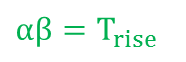 αβ = T_rise